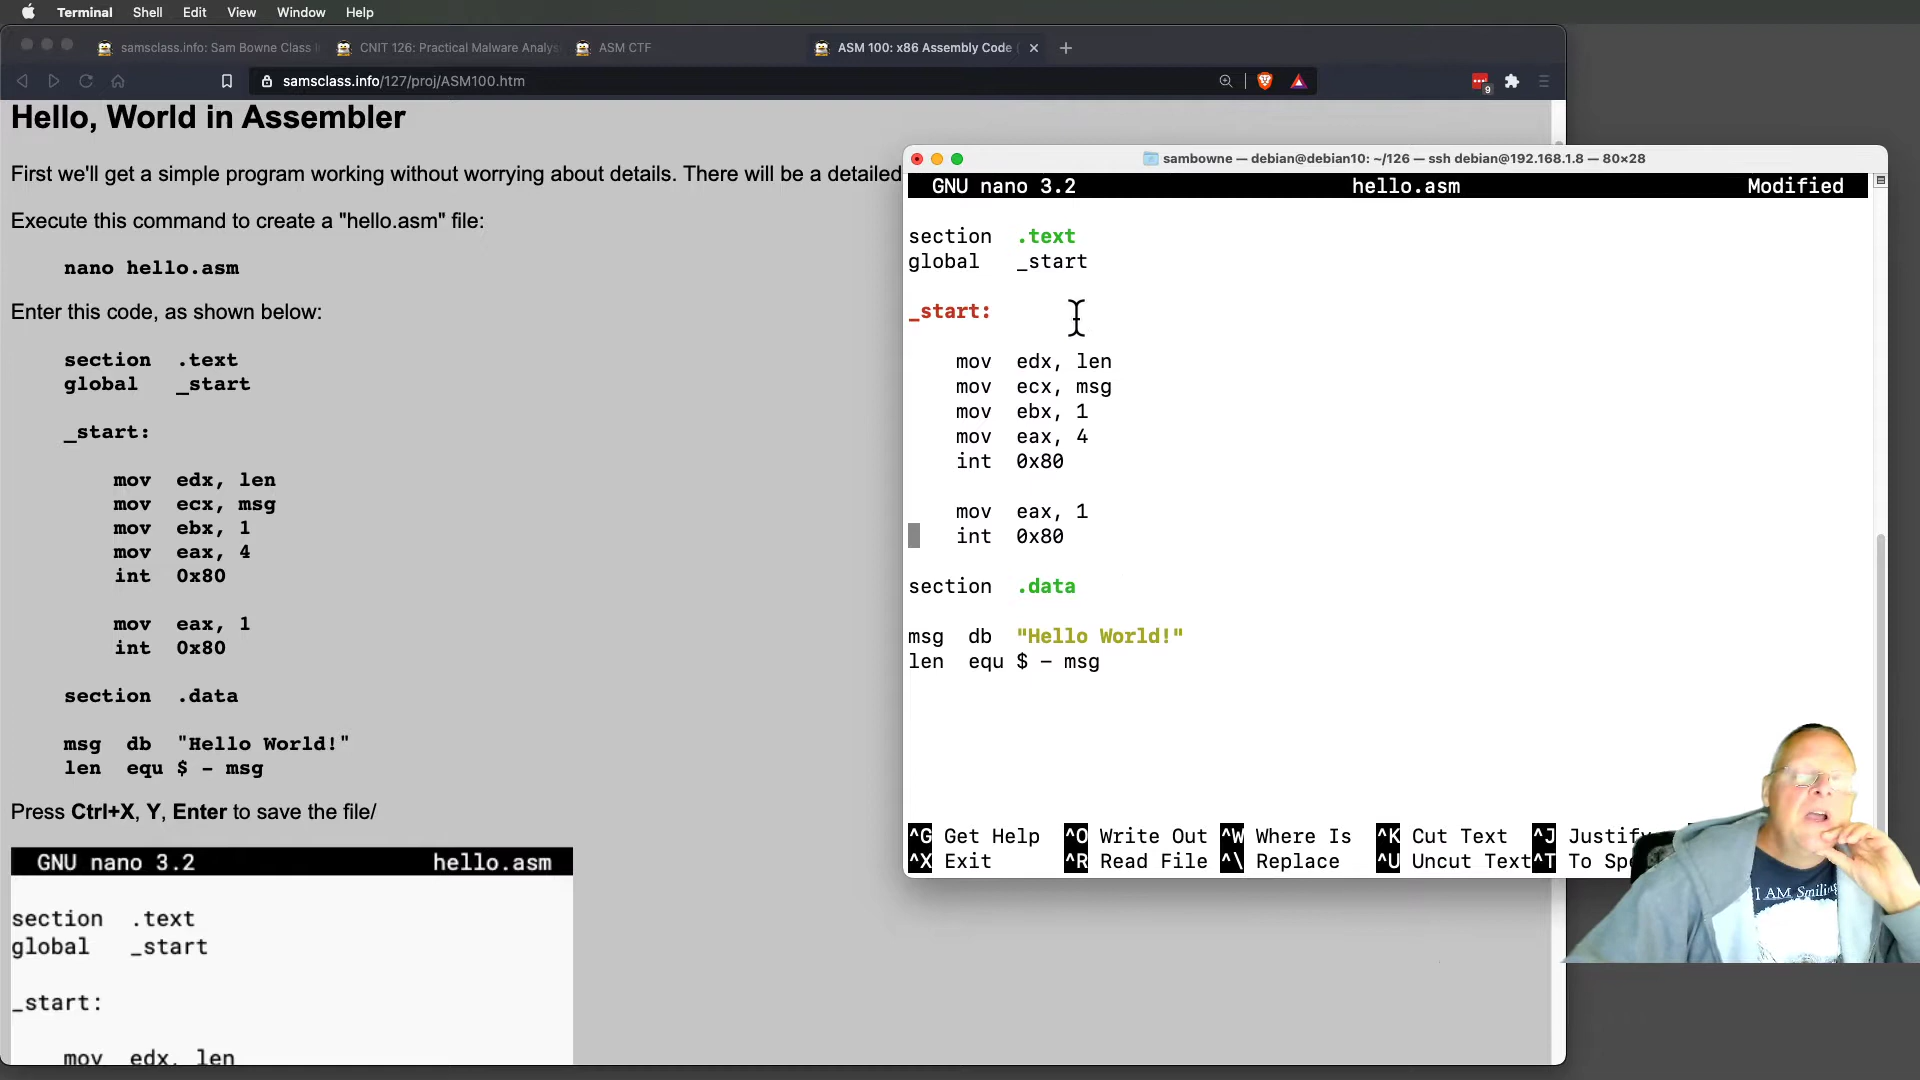 Terminal Shell Edit View Window Help
samsclass.info: Sam Bowne Class
CNIT 126: Practical Malware Analys
ASM CTF
ASM 100: x86 Assembly Code (
samsclass.info/127/proj/ASM100.htm
9
Hello, World in Assembler
First we'll get a simple program working without worrying about details. There will be a detailed
Execute this command to create a "hello.asm" file:
nano hello.asm
Enter this code, as shown below:
section .text
global _start
_start:
mov edx, len
mov ecx, msg
mov ebx, 1
mov eax, 4
int 0x80
mov eax, 1
int 0x80
section .data
msg db "Hello World!"
len equ $ - msg
Press Ctrl+X, Y, Enter to save the file/
GNU nano 3.2 hello.asm
section .text
global _start
_start:
mov edx, len
sambowne — debian@debian10: ~/126 — ssh debian@192.168.1.8 — 80×28
GNU nano 3.2 hello.asm Modified
section .text
global _start
_start:
mov edx, len
mov ecx, msg
mov ebx, 1
mov eax, 4
int 0x80
mov eax, 1
int 0x80
section .data
msg db "Hello World!"
len equ $ - msg
^G Get Help ^O Write Out ^W Where Is ^K Cut Text ^J Justify
^X Exit ^R Read File ^\ Replace ^U Uncut Text ^T To Sp
I AM Smiling